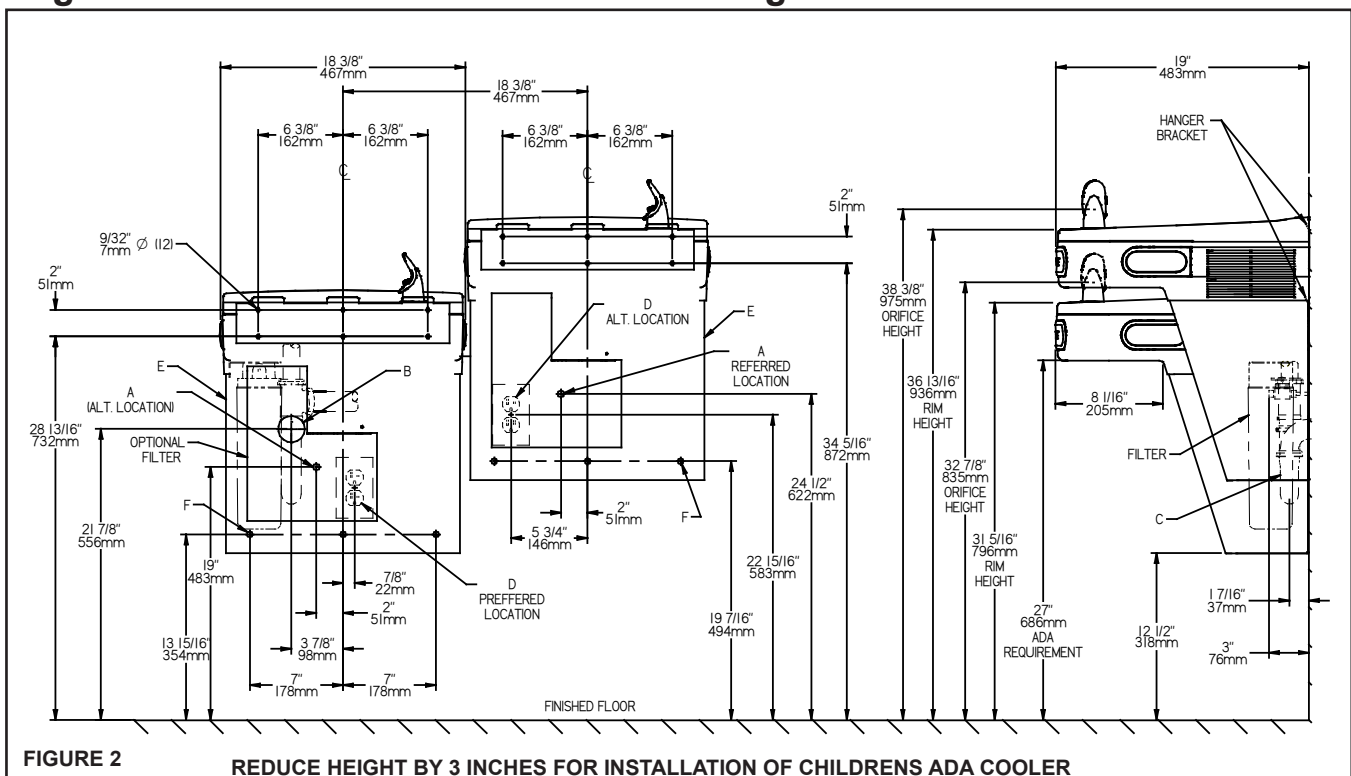 18 3/8"
467mm
18 3/8"
467mm
6 3/8"
162mm
6 3/8"
162mm
6 3/8"
162mm
6 3/8"
162mm
19"
483mm
HANGER
BRACKET
2"
51mm
9/32"
7mm Ø (12)
2"
51mm
D
ALT. LOCATION
E
A
REFERRED
LOCATION
E
B
A
(ALT. LOCATION)
OPTIONAL
FILTER
28 13/16"
732mm
21 7/8"
556mm
F
19"
483mm
13 15/16"
354mm
3 7/8"
98mm
7"
178mm
7"
178mm
7/8"
22mm
2"
51mm
D
PREFFERED
LOCATION
5 3/4"
146mm
2"
51mm
F
34 5/16"
872mm
24 1/2"
622mm
22 15/16"
583mm
19 7/16"
494mm
38 3/8"
975mm
ORIFICE
HEIGHT
36 13/16"
936mm
RIM
HEIGHT
32 7/8"
835mm
ORIFICE
HEIGHT
31 5/16"
796mm
RIM
HEIGHT
27"
686mm
ADA
REQUIREMENT
8 1/16"
205mm
FILTER
C
12 1/2"
318mm
1 7/16"
37mm
3"
76mm
FINISHED FLOOR
FIGURE 2
REDUCE HEIGHT BY 3 INCHES FOR INSTALLATION OF CHILDRENS ADA COOLER